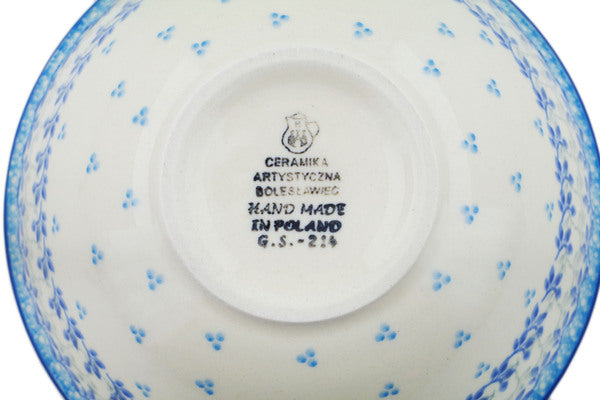 CERAMIKA
ARTYSTYCZNA
BOLESŁAWIEC
HAND MADE
IN POLAND
G.S.-214